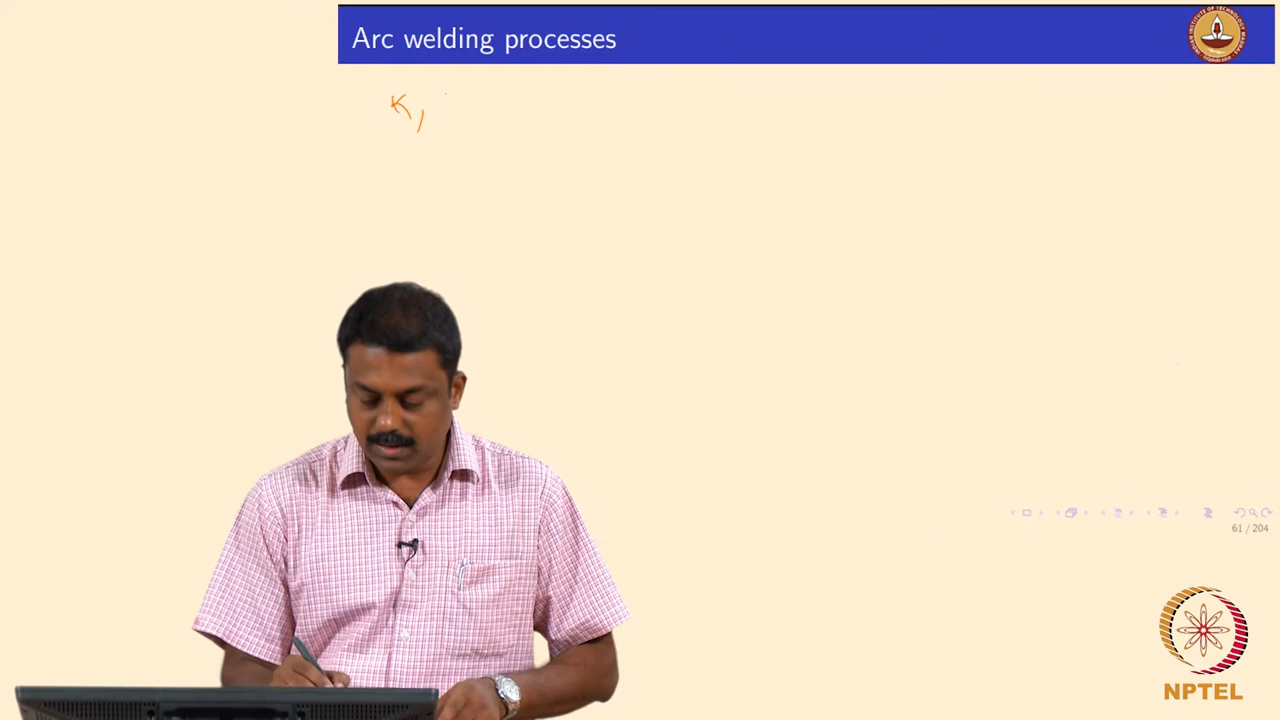 Arc welding processes
K,
61 / 204
NPTEL